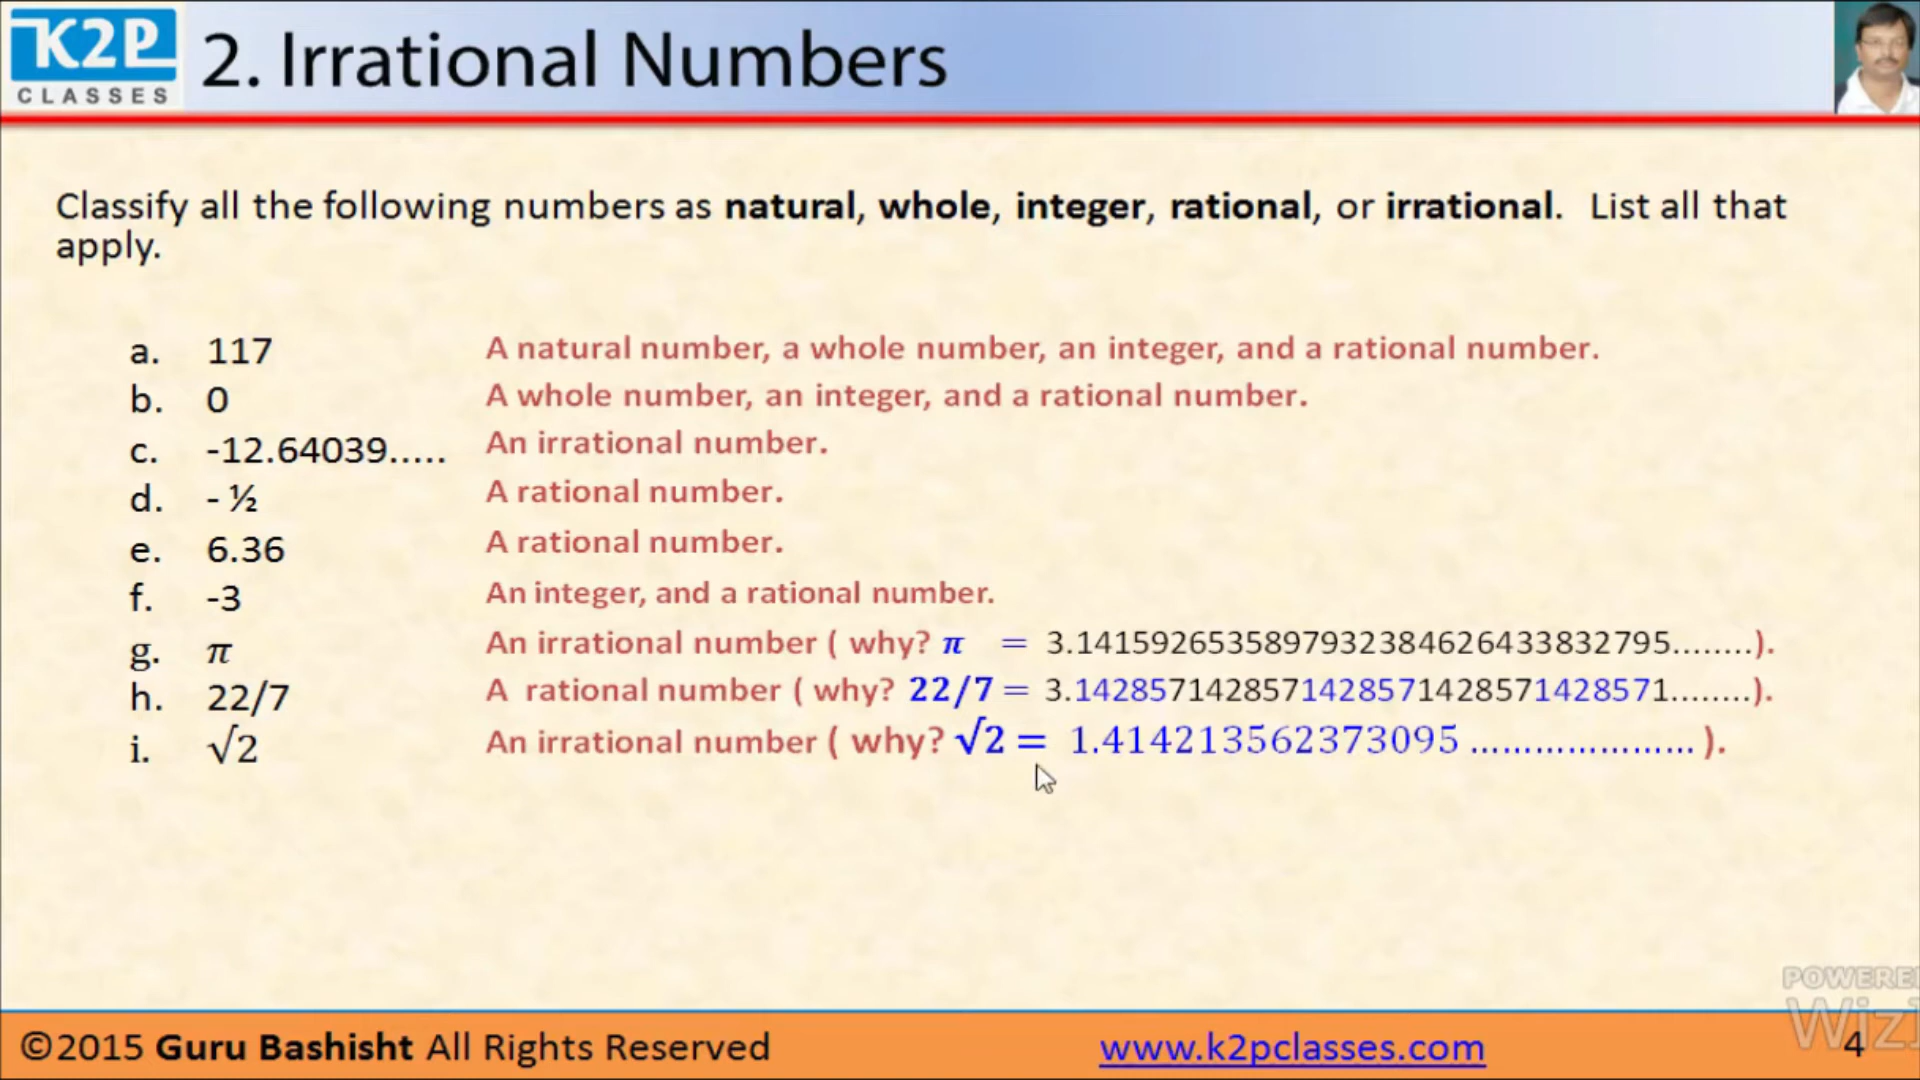 K2P
CLASSES
2. Irrational Numbers
Classify all the following numbers as natural, whole, integer, rational, or irrational. List all that
apply.
a. 117 A natural number, a whole number, an integer, and a rational number.
b. 0 A whole number, an integer, and a rational number.
c. -12.64039..... An irrational number.
d. - ½ A rational number.
e. 6.36 A rational number.
f. -3 An integer, and a rational number.
g. π An irrational number ( why? π = 3.1415926535897932384626433832795........).
h. 22/7 A rational number ( why? 22/7 = 3.1428571428571428571428571428571........).
i. √2 An irrational number ( why? √2 = 1.414213562373095 ..................... ).
©2015 Guru Bashisht All Rights Reserved
www.k2pclasses.com
4